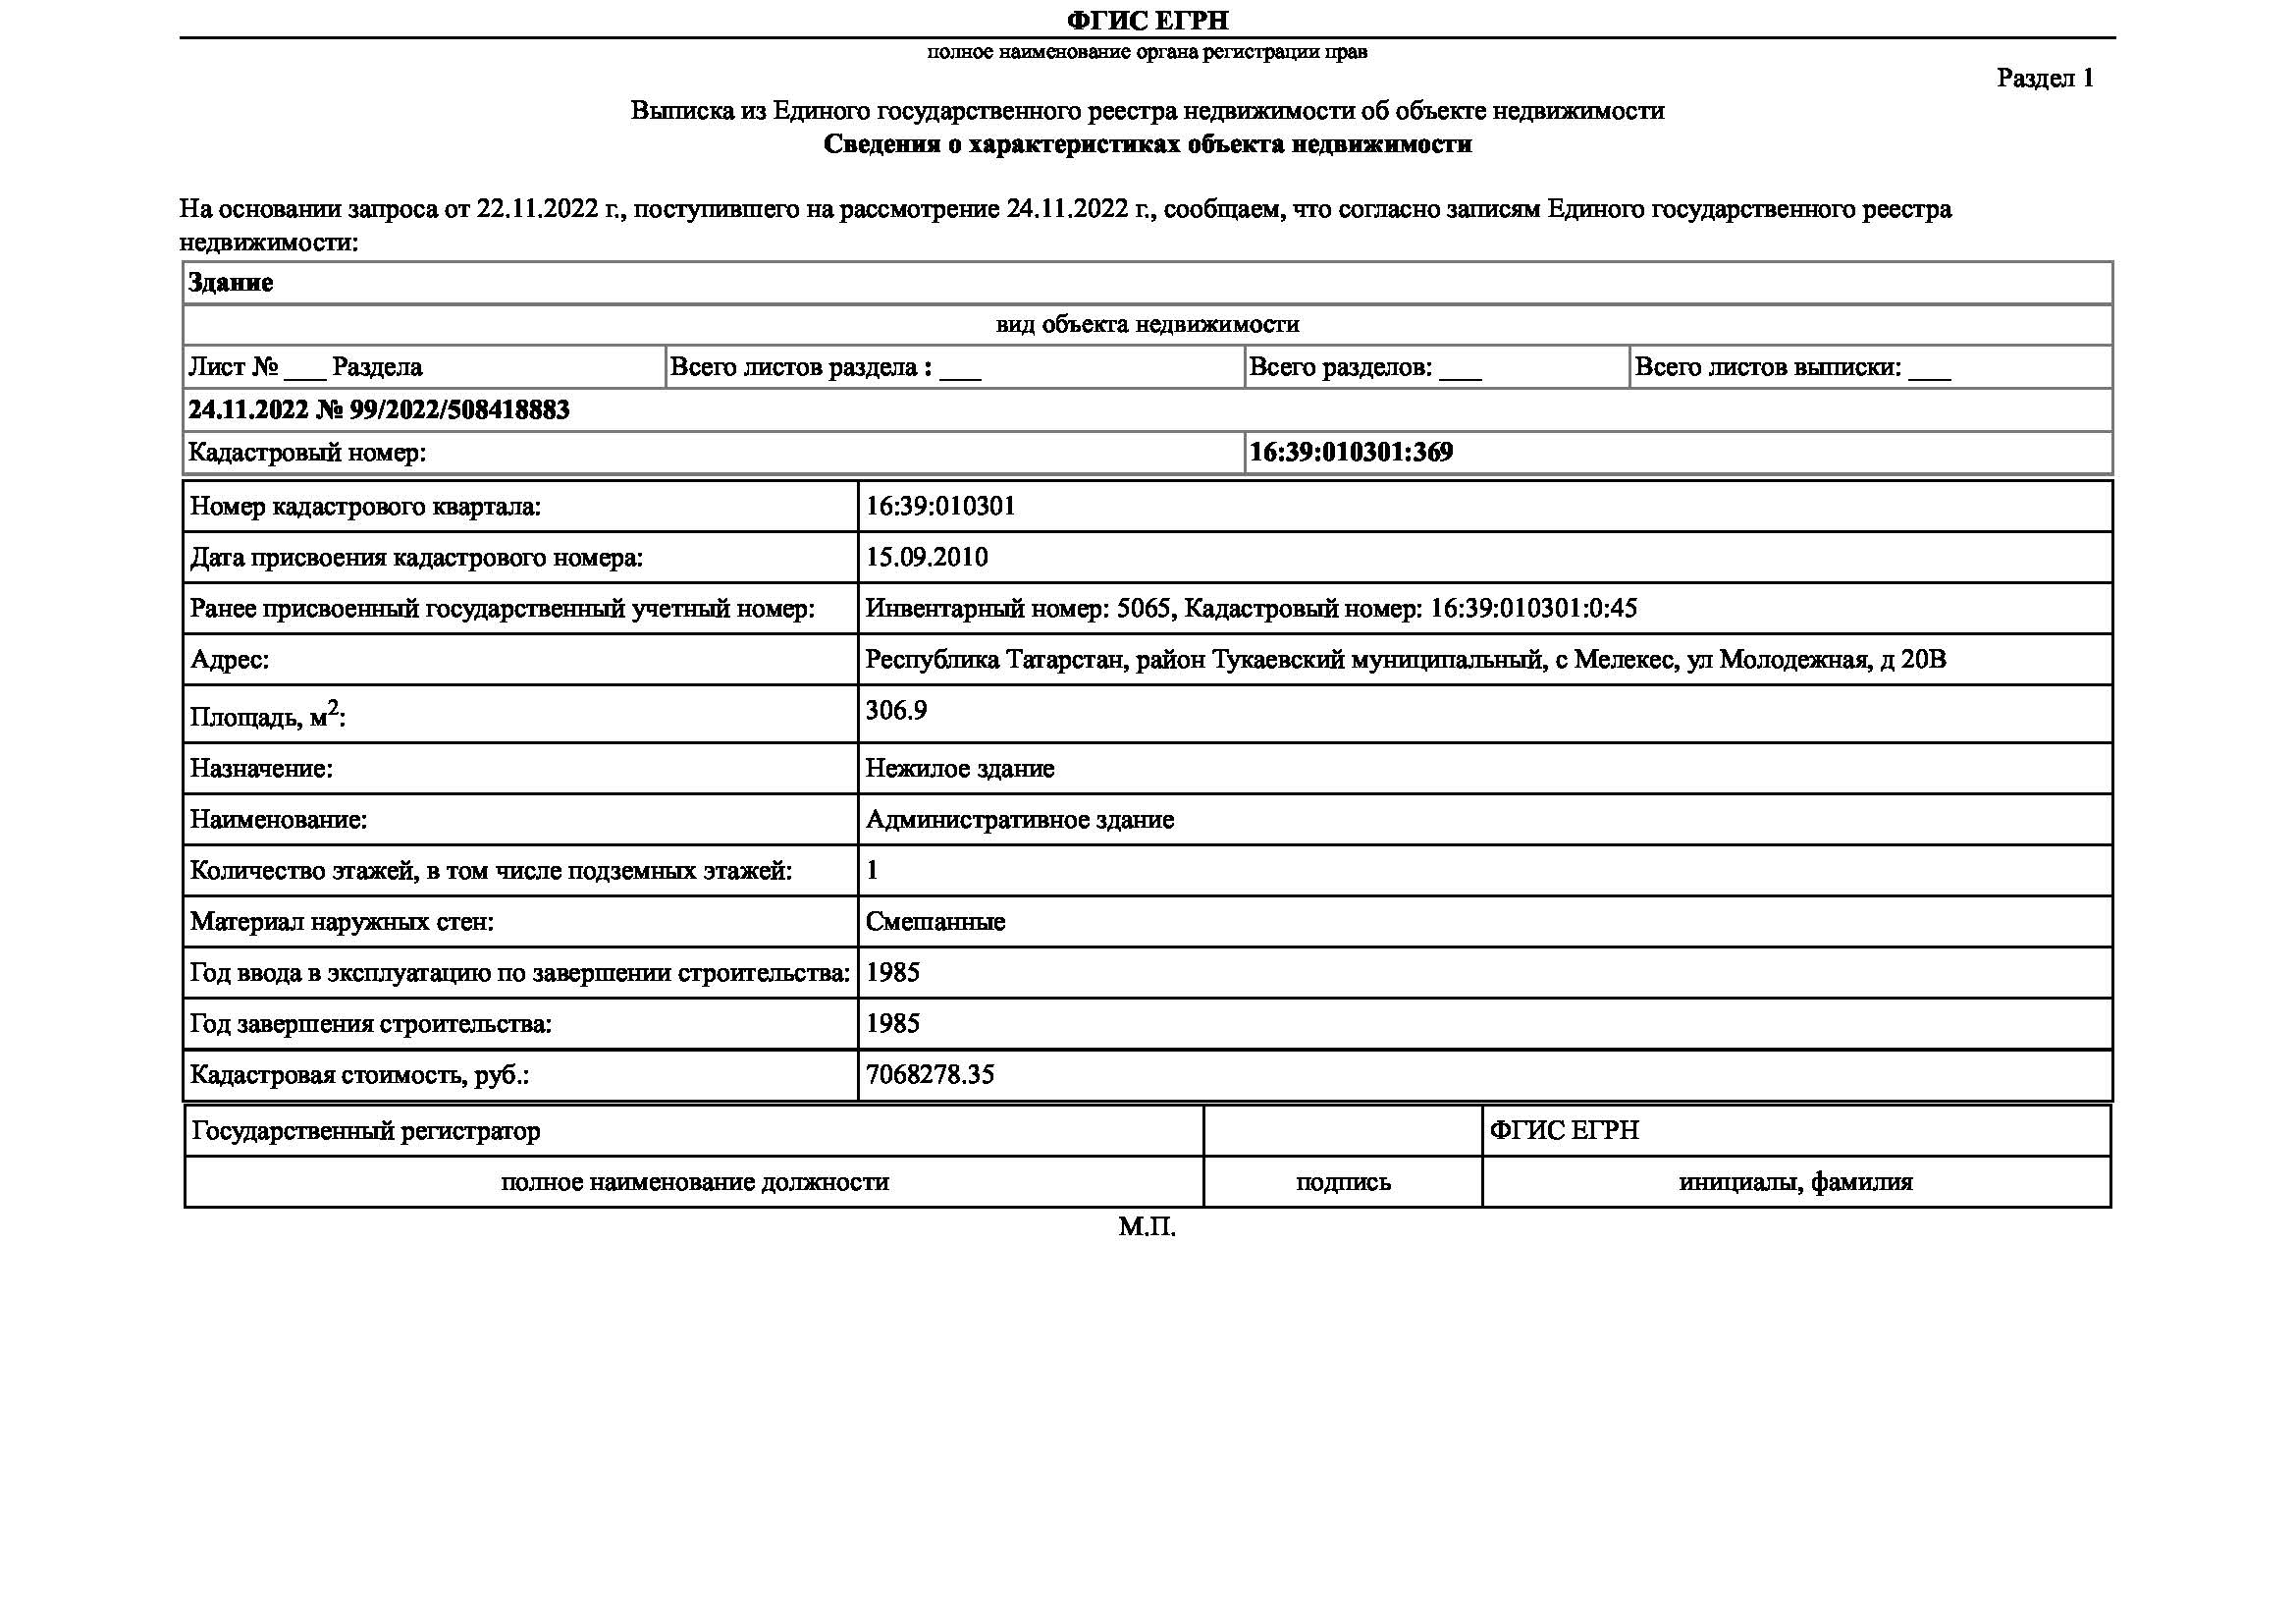 ФГИС ЕГРН
полное наименование органа регистрации прав
Раздел 1
Выписка из Единого государственного реестра недвижимости об объекте недвижимости
Сведения о характеристиках объекта недвижимости
На основании запроса от 22.11.2022 г., поступившего на рассмотрение 24.11.2022 г., сообщаем, что согласно записям Единого государственного реестра
недвижимости:
Здание
вид объекта недвижимости
Лист № ___ Раздела Всего листов раздела : ___ Всего разделов: ___ Всего листов выписки: ___
24.11.2022 № 99/2022/508418883
Кадастровый номер: 16:39:010301:369
Номер кадастрового квартала: 16:39:010301
Дата присвоения кадастрового номера: 15.09.2010
Ранее присвоенный государственный учетный номер: Инвентарный номер: 5065, Кадастровый номер: 16:39:010301:0:45
Адрес: Республика Татарстан, район Тукаевский муниципальный, с Мелекес, ул Молодежная, д 20В
Площадь, м²: 306.9
Назначение: Нежилое здание
Наименование: Административное здание
Количество этажей, в том числе подземных этажей: 1
Материал наружных стен: Смешанные
Год ввода в эксплуатацию по завершении строительства: 1985
Год завершения строительства: 1985
Кадастровая стоимость, руб.: 7068278.35
Государственный регистратор ФГИС ЕГРН
полное наименование должности подпись инициалы, фамилия
М.П.